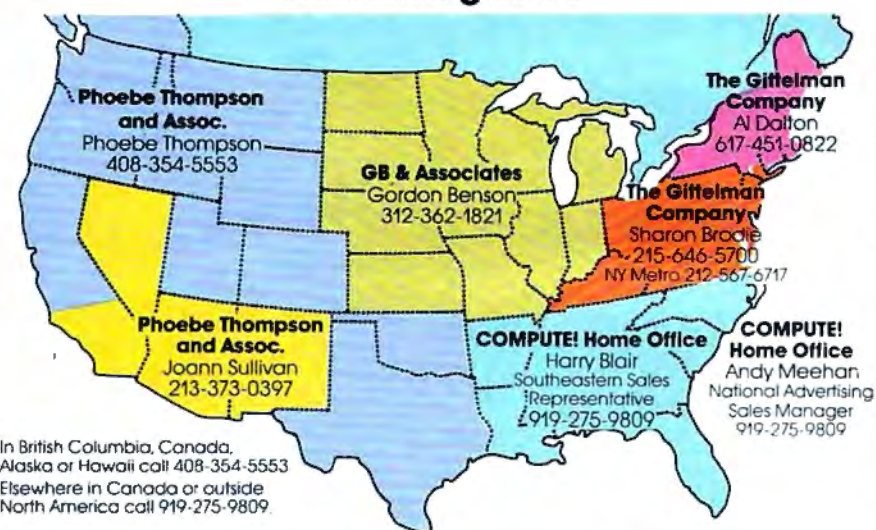 Phoebe Thompson
and Assoc.
Phoebe Thompson
408-354-5553
GB & Associates
Gordon Benson
312-362-1821
The Gittelman
Company
Al Dalton
617-451-0822
The Gittelman
Company
Sharon Brodie
215-646-5700
NY Metro 212-567-6717
Phoebe Thompson
and Assoc.
Joann Sullivan
213-373-0397
COMPUTE! Home Office
Harry Blair
Southeastern Sales
Representative
919-275-9809
COMPUTE!
Home Office
Andy Meehan
National Advertising
Sales Manager
919-275-9809
In British Columbia, Canada,
Alaska or Hawaii call 408-354-5553
Elsewhere in Canada or outside
North America call 919-275-9809.